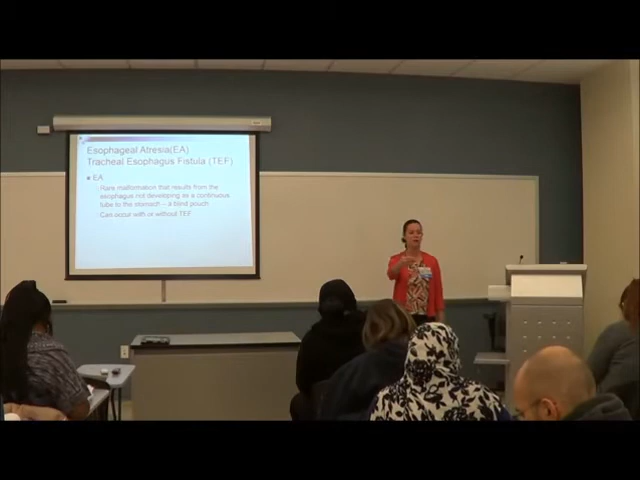 Esophageal Atresia(EA)
Tracheal Esophagus Fistula (TEF)
EA
Rare malformation that results from the
esophagus not developing as a continuous
tube to the stomach – a blind pouch
Can occur with or without TEF